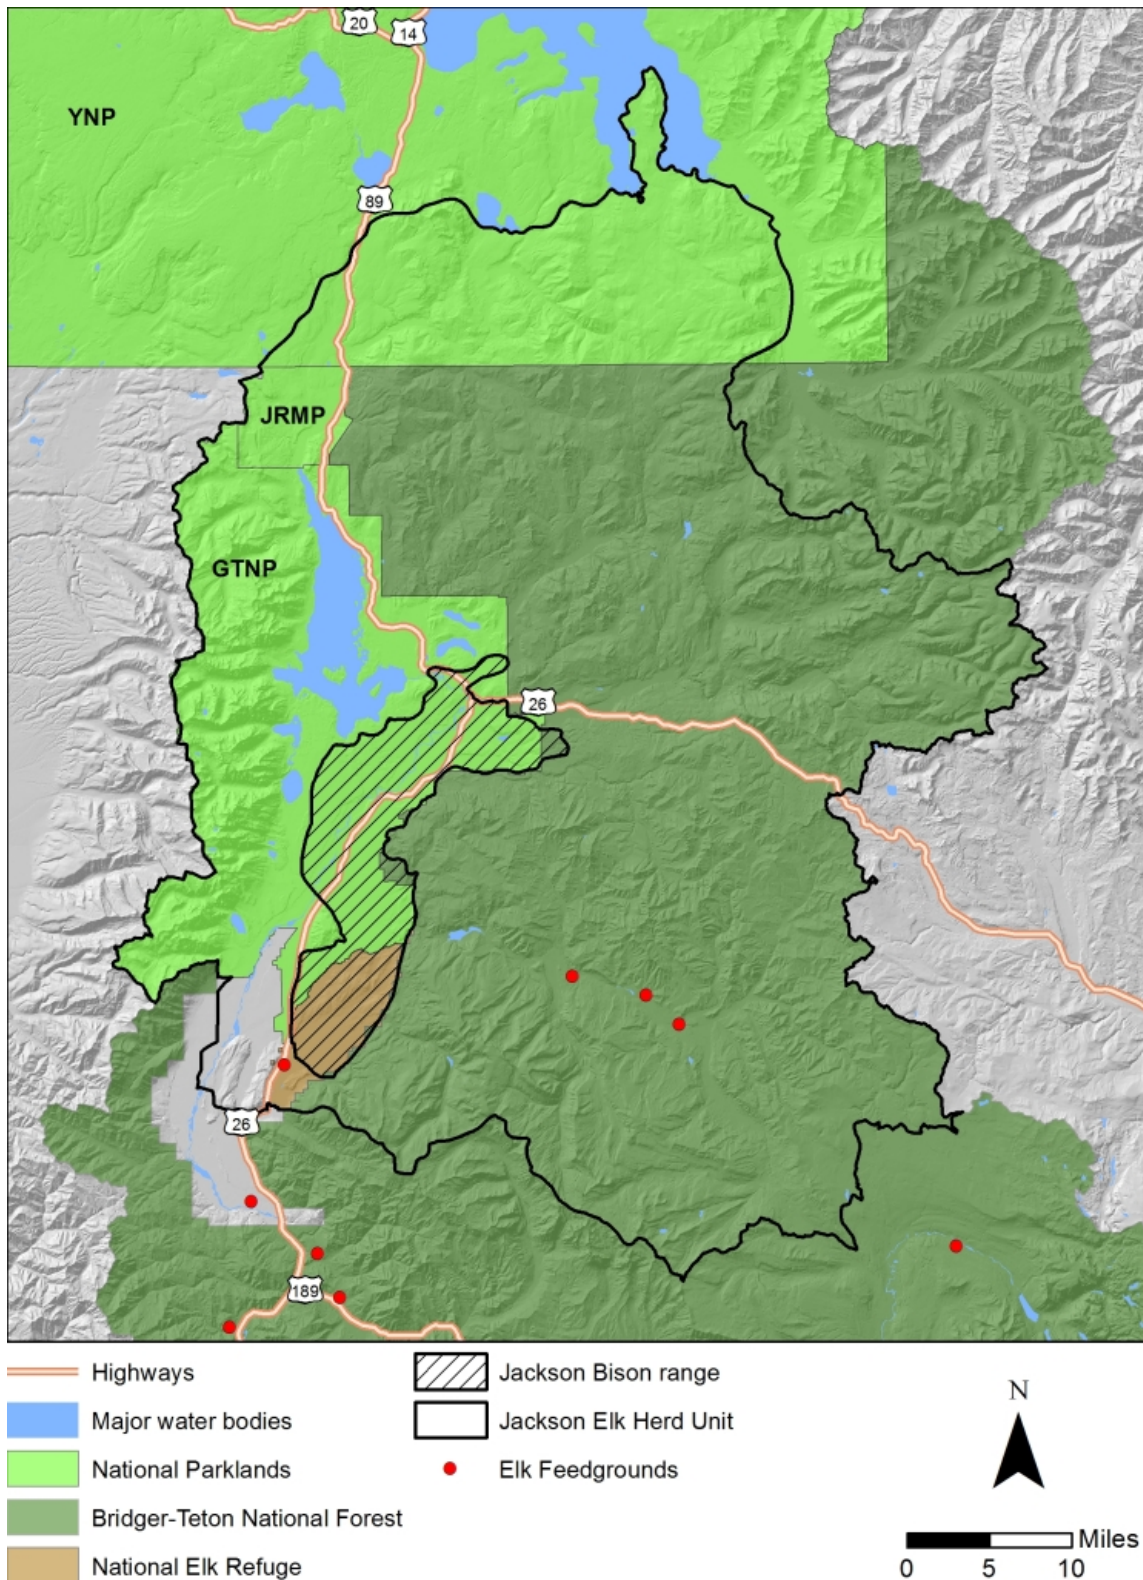 20
14
YNP
89
JRMP
GTNP
26
26
189
Highways
Major water bodies
National Parklands
Bridger-Teton National Forest
National Elk Refuge
Jackson Bison range
Jackson Elk Herd Unit
Elk Feedgrounds
N
Miles
0 5 10